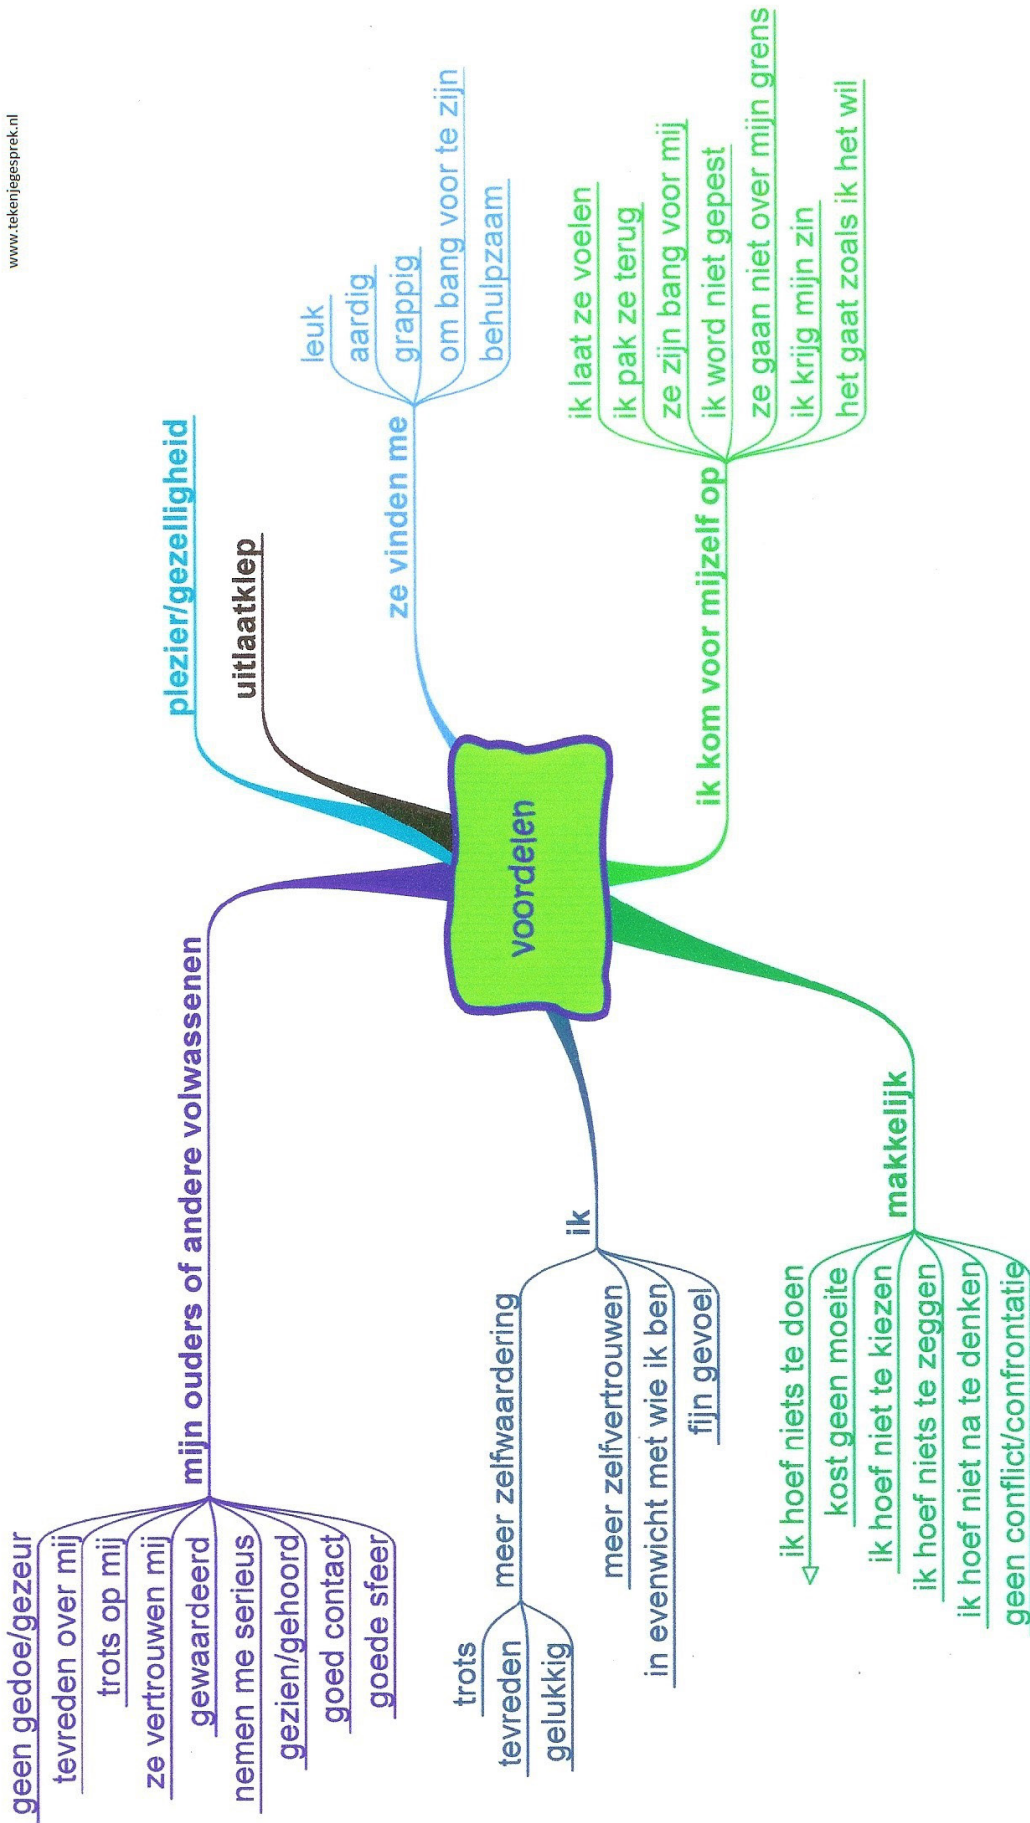 www.tekenjegesprek.nl
voordelen
plezier/gezelligheid
uitlaatklep
ze vinden me
leuk
aardig
grappig
om bang voor te zijn
behulpzaam
ik kom voor mijzelf op
ik laat ze voelen
ik pak ze terug
ze zijn bang voor mij
ik word niet gepest
ze gaan niet over mijn grens
ik krijg mijn zin
het gaat zoals ik het wil
mijn ouders of andere volwassenen
geen gedoe/gezeur
tevreden over mij
trots op mij
ze vertrouwen mij
gewaardeerd
nemen me serieus
gezien/gehoord
goed contact
goede sfeer
ik
meer zelfwaardering
trots
tevreden
gelukkig
meer zelfvertrouwen
in evenwicht met wie ik ben
fijn gevoel
makkelijk
ik hoef niets te doen
kost geen moeite
ik hoef niet te kiezen
ik hoef niets te zeggen
ik hoef niet na te denken
geen conflict/confrontatie